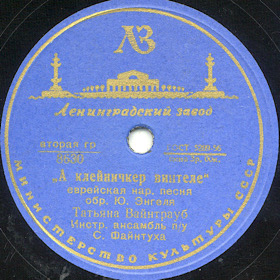 ЛЗ
Ленинградский завод
вторая гр.
ГОСТ 5289-56
"А клейничкер винтеле"
еврейская нар. песня
обр. Ю. Энгеля
Татьяна Вайнтрауб
Инстр. ансамбль п/у
С. Файнтуха
МИНИСТЕРСТВО КУЛЬТУРЫ СССР